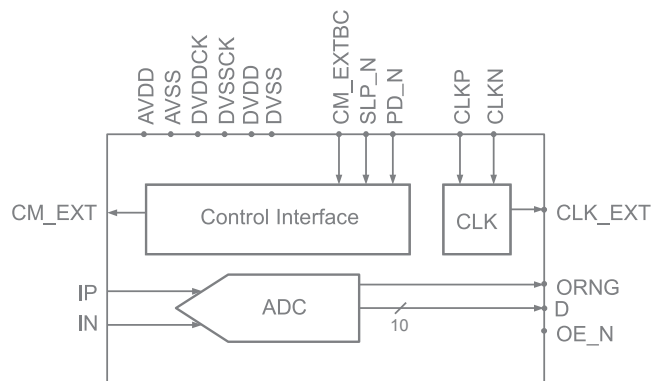 AVDD
AVSS
DVDDCK
DVSSCK
DVDD
DVSS
CM_EXTBC
SLP_N
PD_N
CLKP
CLKN
CM_EXT
Control Interface
CLK
CLK_EXT
IP
IN
ADC
10
ORNG
D
OE_N